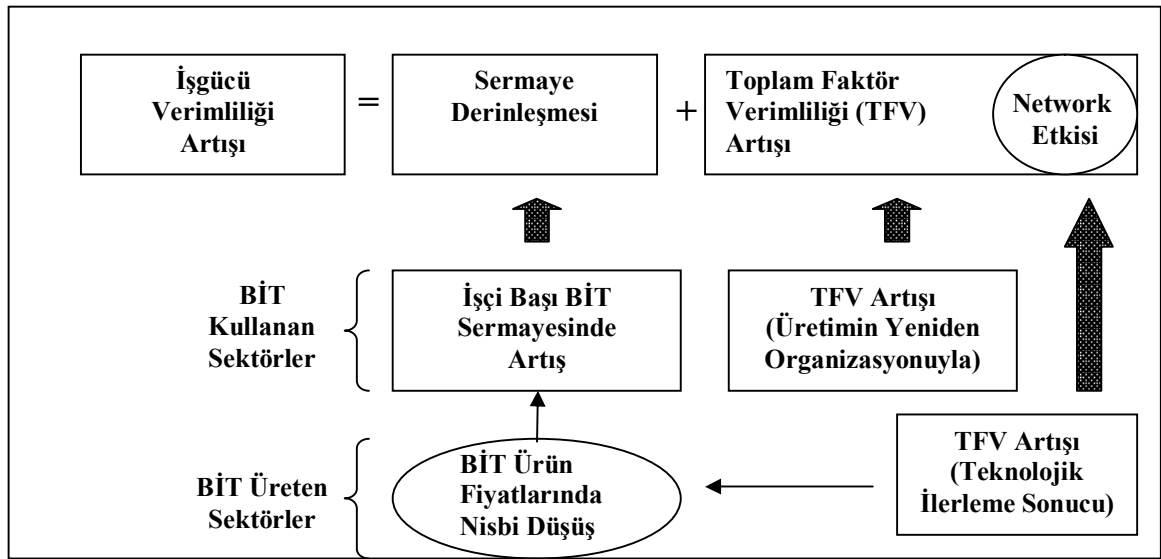 İşgücü
Verimliliği
Artışı
=
Sermaye
Derinleşmesi
+
Toplam Faktör
Verimliliği (TFV)
Artışı
Network
Etkisi
BİT
Kullanan
Sektörler
İşçi Başı BİT
Sermayesinde
Artış
TFV Artışı
(Üretimin Yeniden
Organizasyonuyla)
BİT Üreten
Sektörler
BİT Ürün
Fiyatlarında
Nisbi Düşüş
TFV Artışı
(Teknolojik
İlerleme Sonucu)